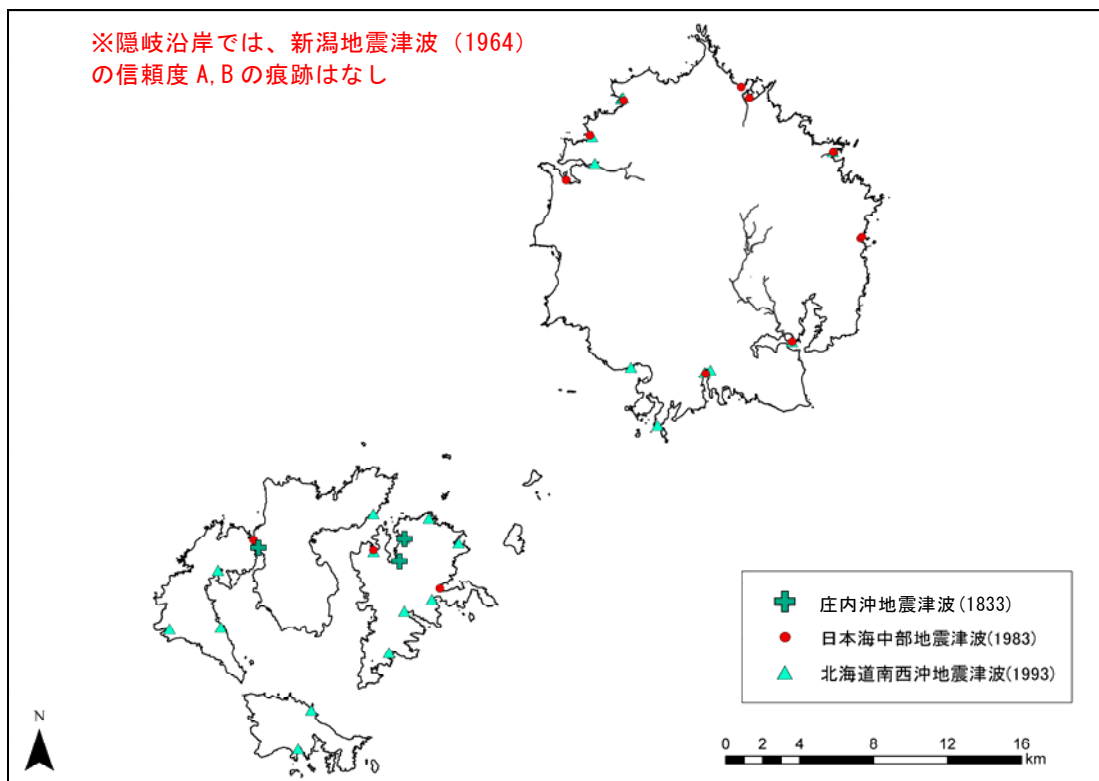 ※隠岐沿岸では、新潟地震津波（1964）
の信頼度 A,B の痕跡はなし
庄内沖地震津波(1833)
日本海中部地震津波(1983)
北海道南西沖地震津波(1993)
N
0 2 4 8 12 16
km